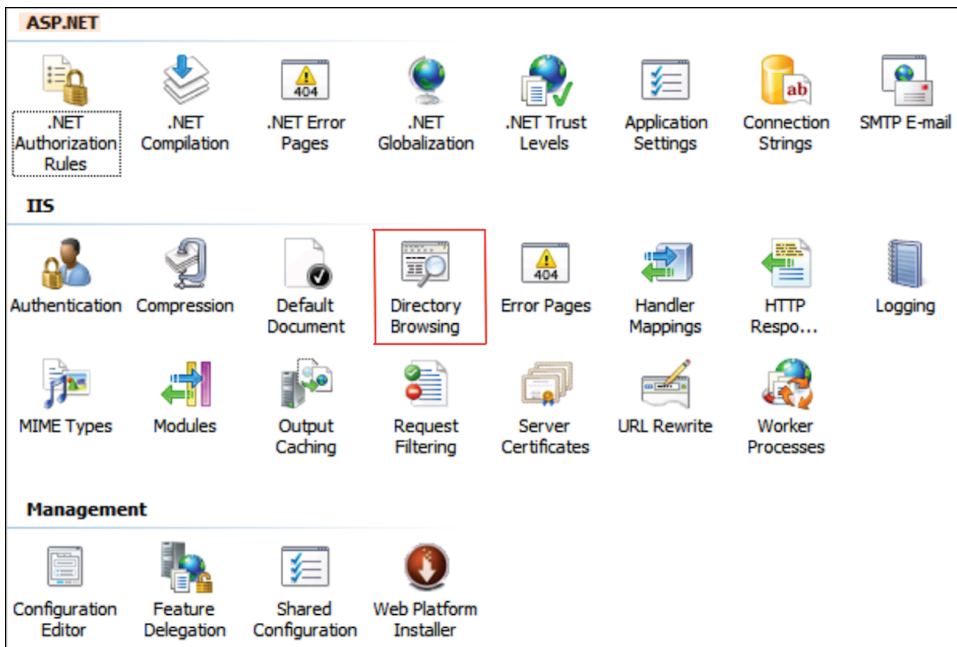 ASP.NET
404
ab
.NET .NET .NET Error .NET .NET Trust Application Connection SMTP E-mail
Authorization Compilation Pages Globalization Levels Settings Strings
Rules
IIS
404
Authentication Compression Default Directory Error Pages Handler HTTP Logging
Document Browsing Mappings Respo...
MIME Types Modules Output Request Server URL Rewrite Worker
Caching Filtering Certificates Processes
Management
Configuration Feature Shared Web Platform
Editor Delegation Configuration Installer